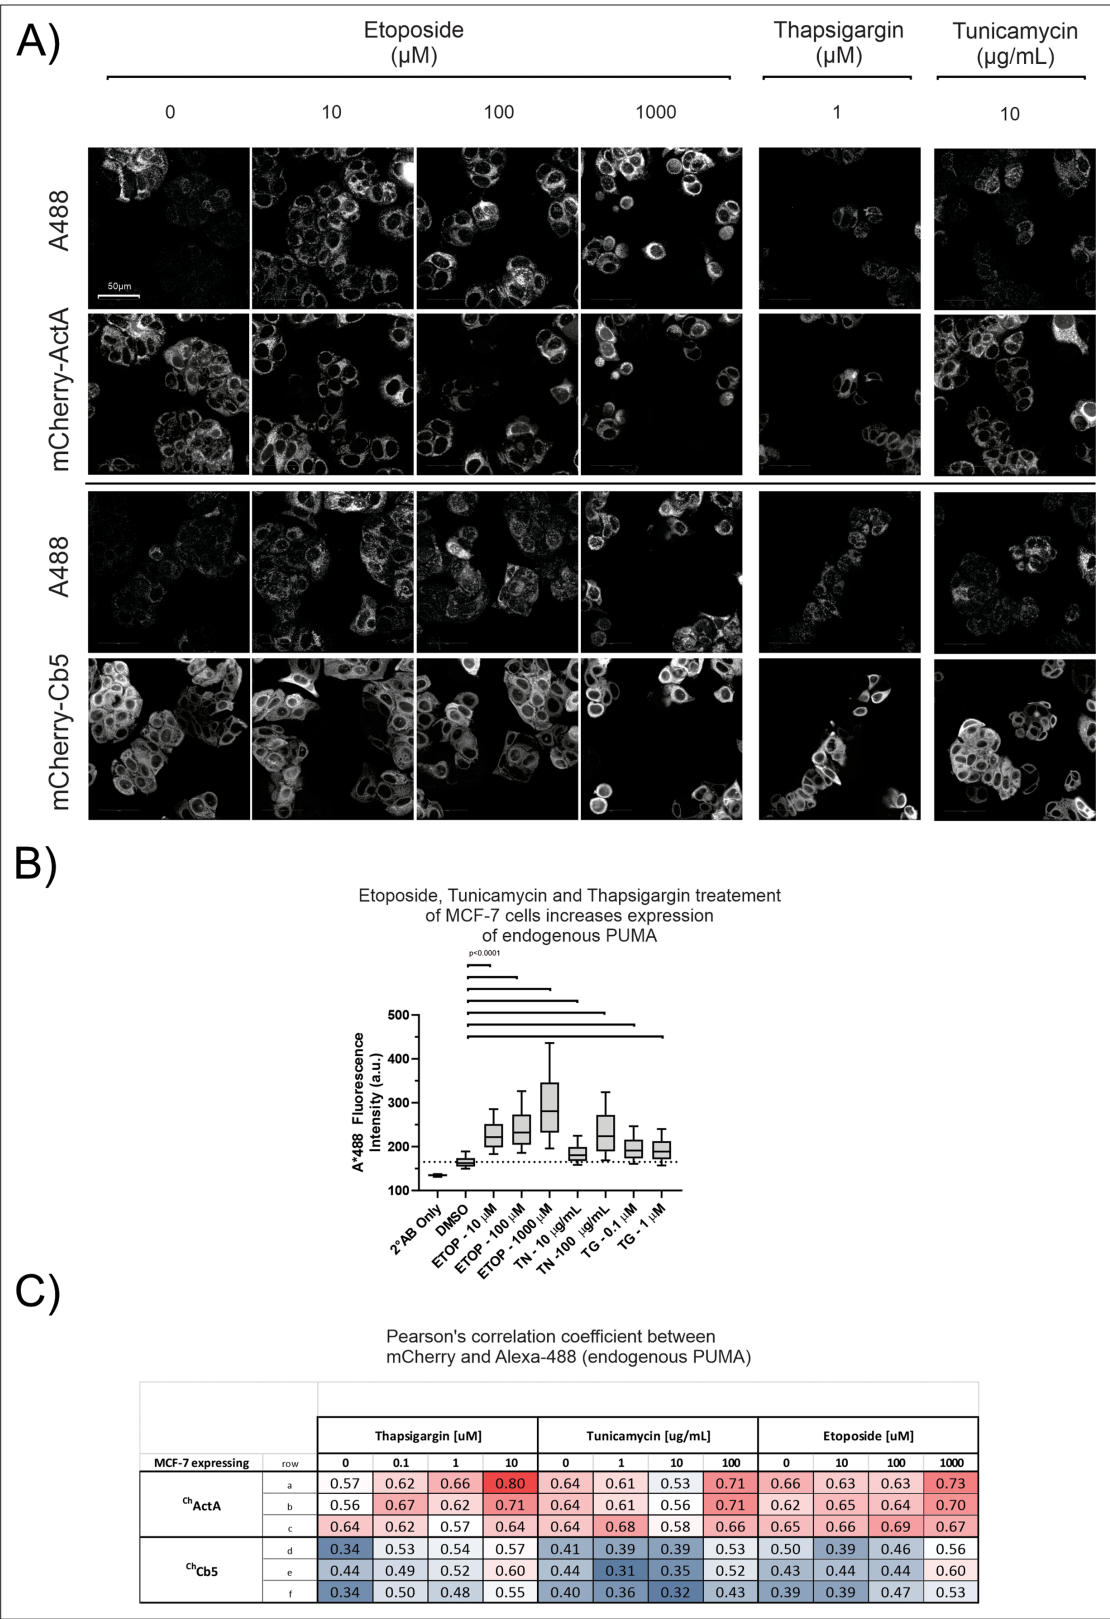 A)
Etoposide
(µM)
Thapsigargin
(µM)
Tunicamycin
(µg/mL)
0 10 100 1000 1 10
A488
50µm
mCherry-ActA
A488
mCherry-Cb5
B)
Etoposide, Tunicamycin and Thapsigargin treatement
of MCF-7 cells increases expression
of endogenous PUMA
p<0.0001
A*488 Fluorescence
Intensity (a.u.)
500
400
300
200
100
2°AB Only
DMSO
ETOP - 10 µM
ETOP - 100 µM
ETOP - 1000 µM
TN - 10 µg/mL
TN -100 µg/mL
TG - 0.1 µM
TG - 1 µM
C)
Pearson's correlation coefficient between
mCherry and Alexa-488 (endogenous PUMA)
Thapsigargin [uM] Tunicamycin [ug/mL] Etoposide [uM]
MCF-7 expressing row 0 0.1 1 10 0 1 10 100 0 10 100 1000
a 0.57 0.62 0.66 0.80 0.64 0.61 0.53 0.71 0.66 0.63 0.63 0.73
ChActA b 0.56 0.67 0.62 0.71 0.64 0.61 0.56 0.71 0.62 0.65 0.64 0.70
c 0.64 0.62 0.57 0.64 0.64 0.68 0.58 0.66 0.65 0.66 0.69 0.67
d 0.34 0.53 0.54 0.57 0.41 0.39 0.39 0.53 0.50 0.39 0.46 0.56
ChCb5 e 0.44 0.49 0.52 0.60 0.44 0.31 0.35 0.52 0.43 0.44 0.44 0.60
f 0.34 0.50 0.48 0.55 0.40 0.36 0.32 0.43 0.39 0.39 0.47 0.53